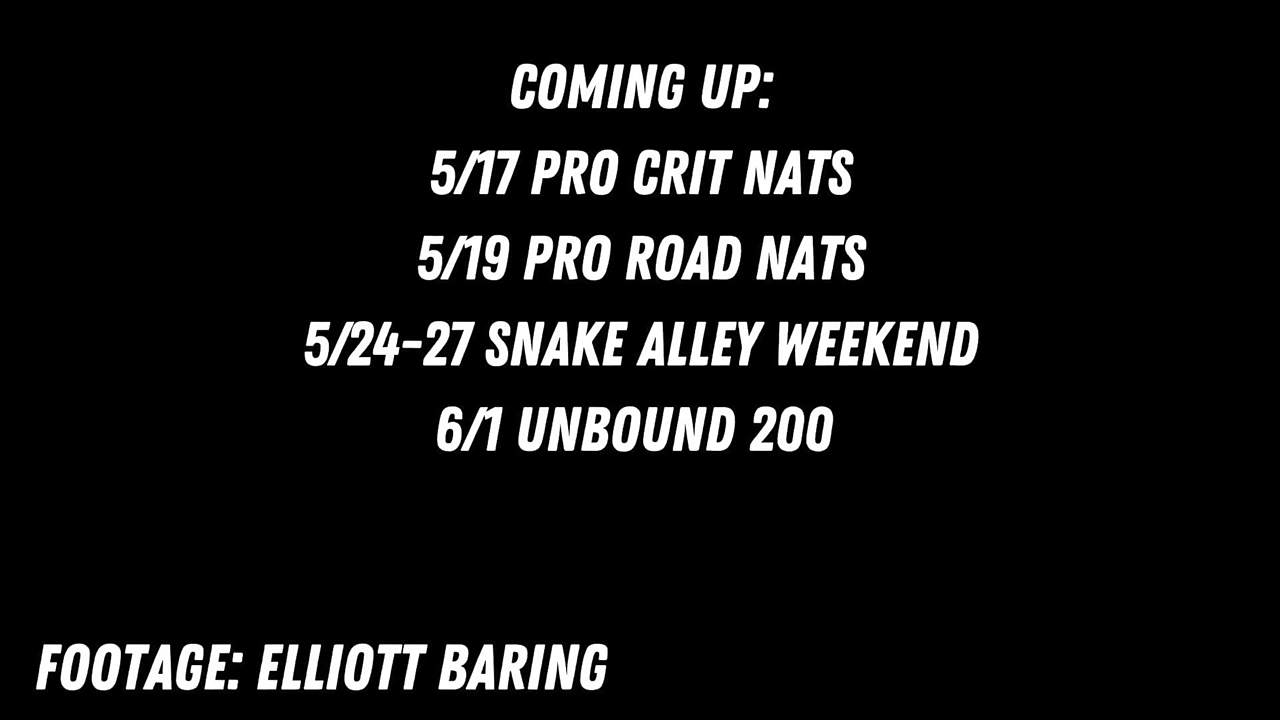 COMING UP:
5/17 PRO CRIT NATS
5/19 PRO ROAD NATS
5/24-27 SNAKE ALLEY WEEKEND
6/1 UNBOUND 200
FOOTAGE: ELLIOTT BARING